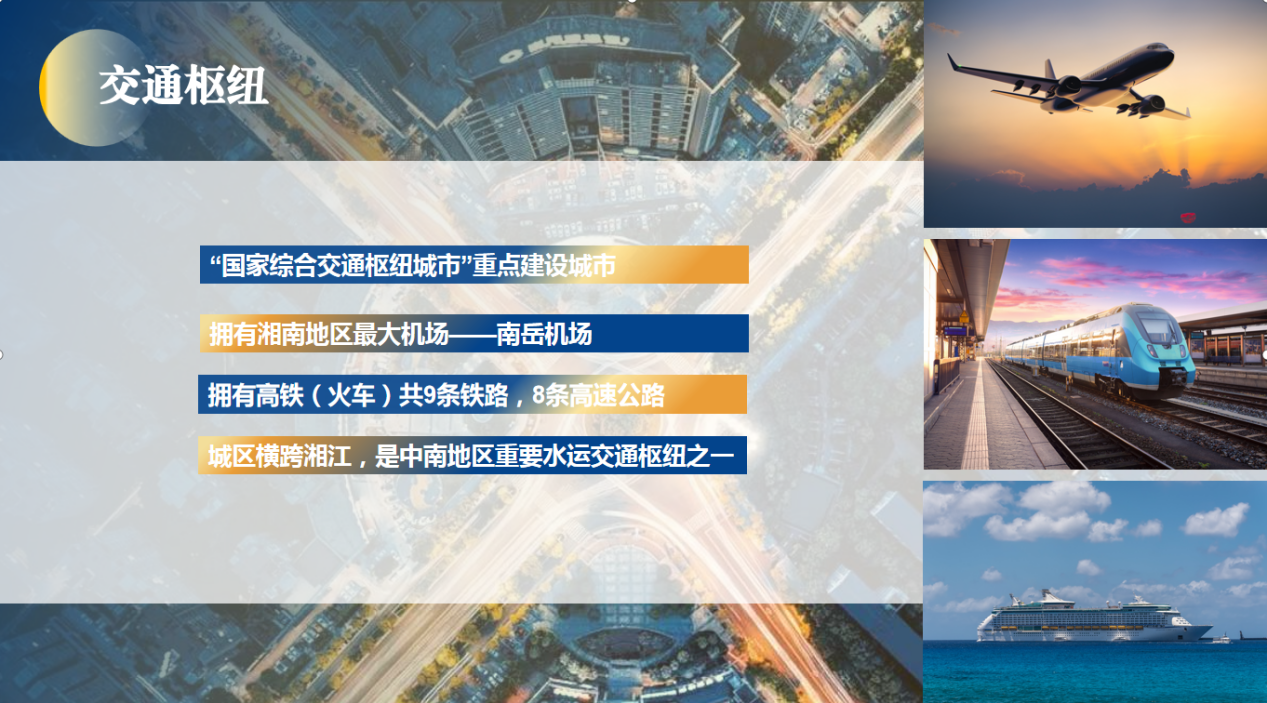 交通枢纽
“国家综合交通枢纽城市”重点建设城市
拥有湘南地区最大机场——南岳机场
拥有高铁（火车）共9条铁路，8条高速公路
城区横跨湘江，是中南地区重要水运交通枢纽之一